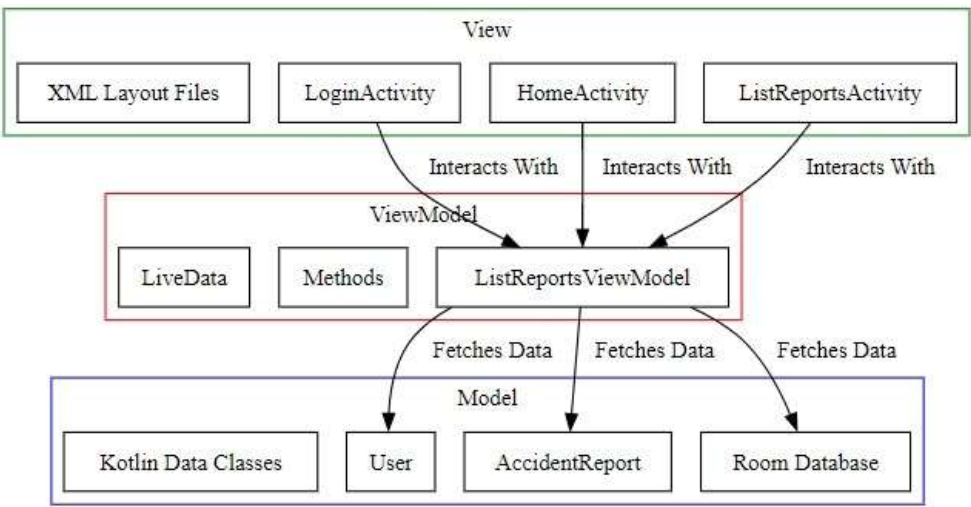 View
XML Layout Files
LoginActivity
HomeActivity
ListReportsActivity
Interacts With
Interacts With
Interacts With
ViewModel
LiveData
Methods
ListReportsViewModel
Fetches Data
Fetches Data
Fetches Data
Model
Kotlin Data Classes
User
AccidentReport
Room Database